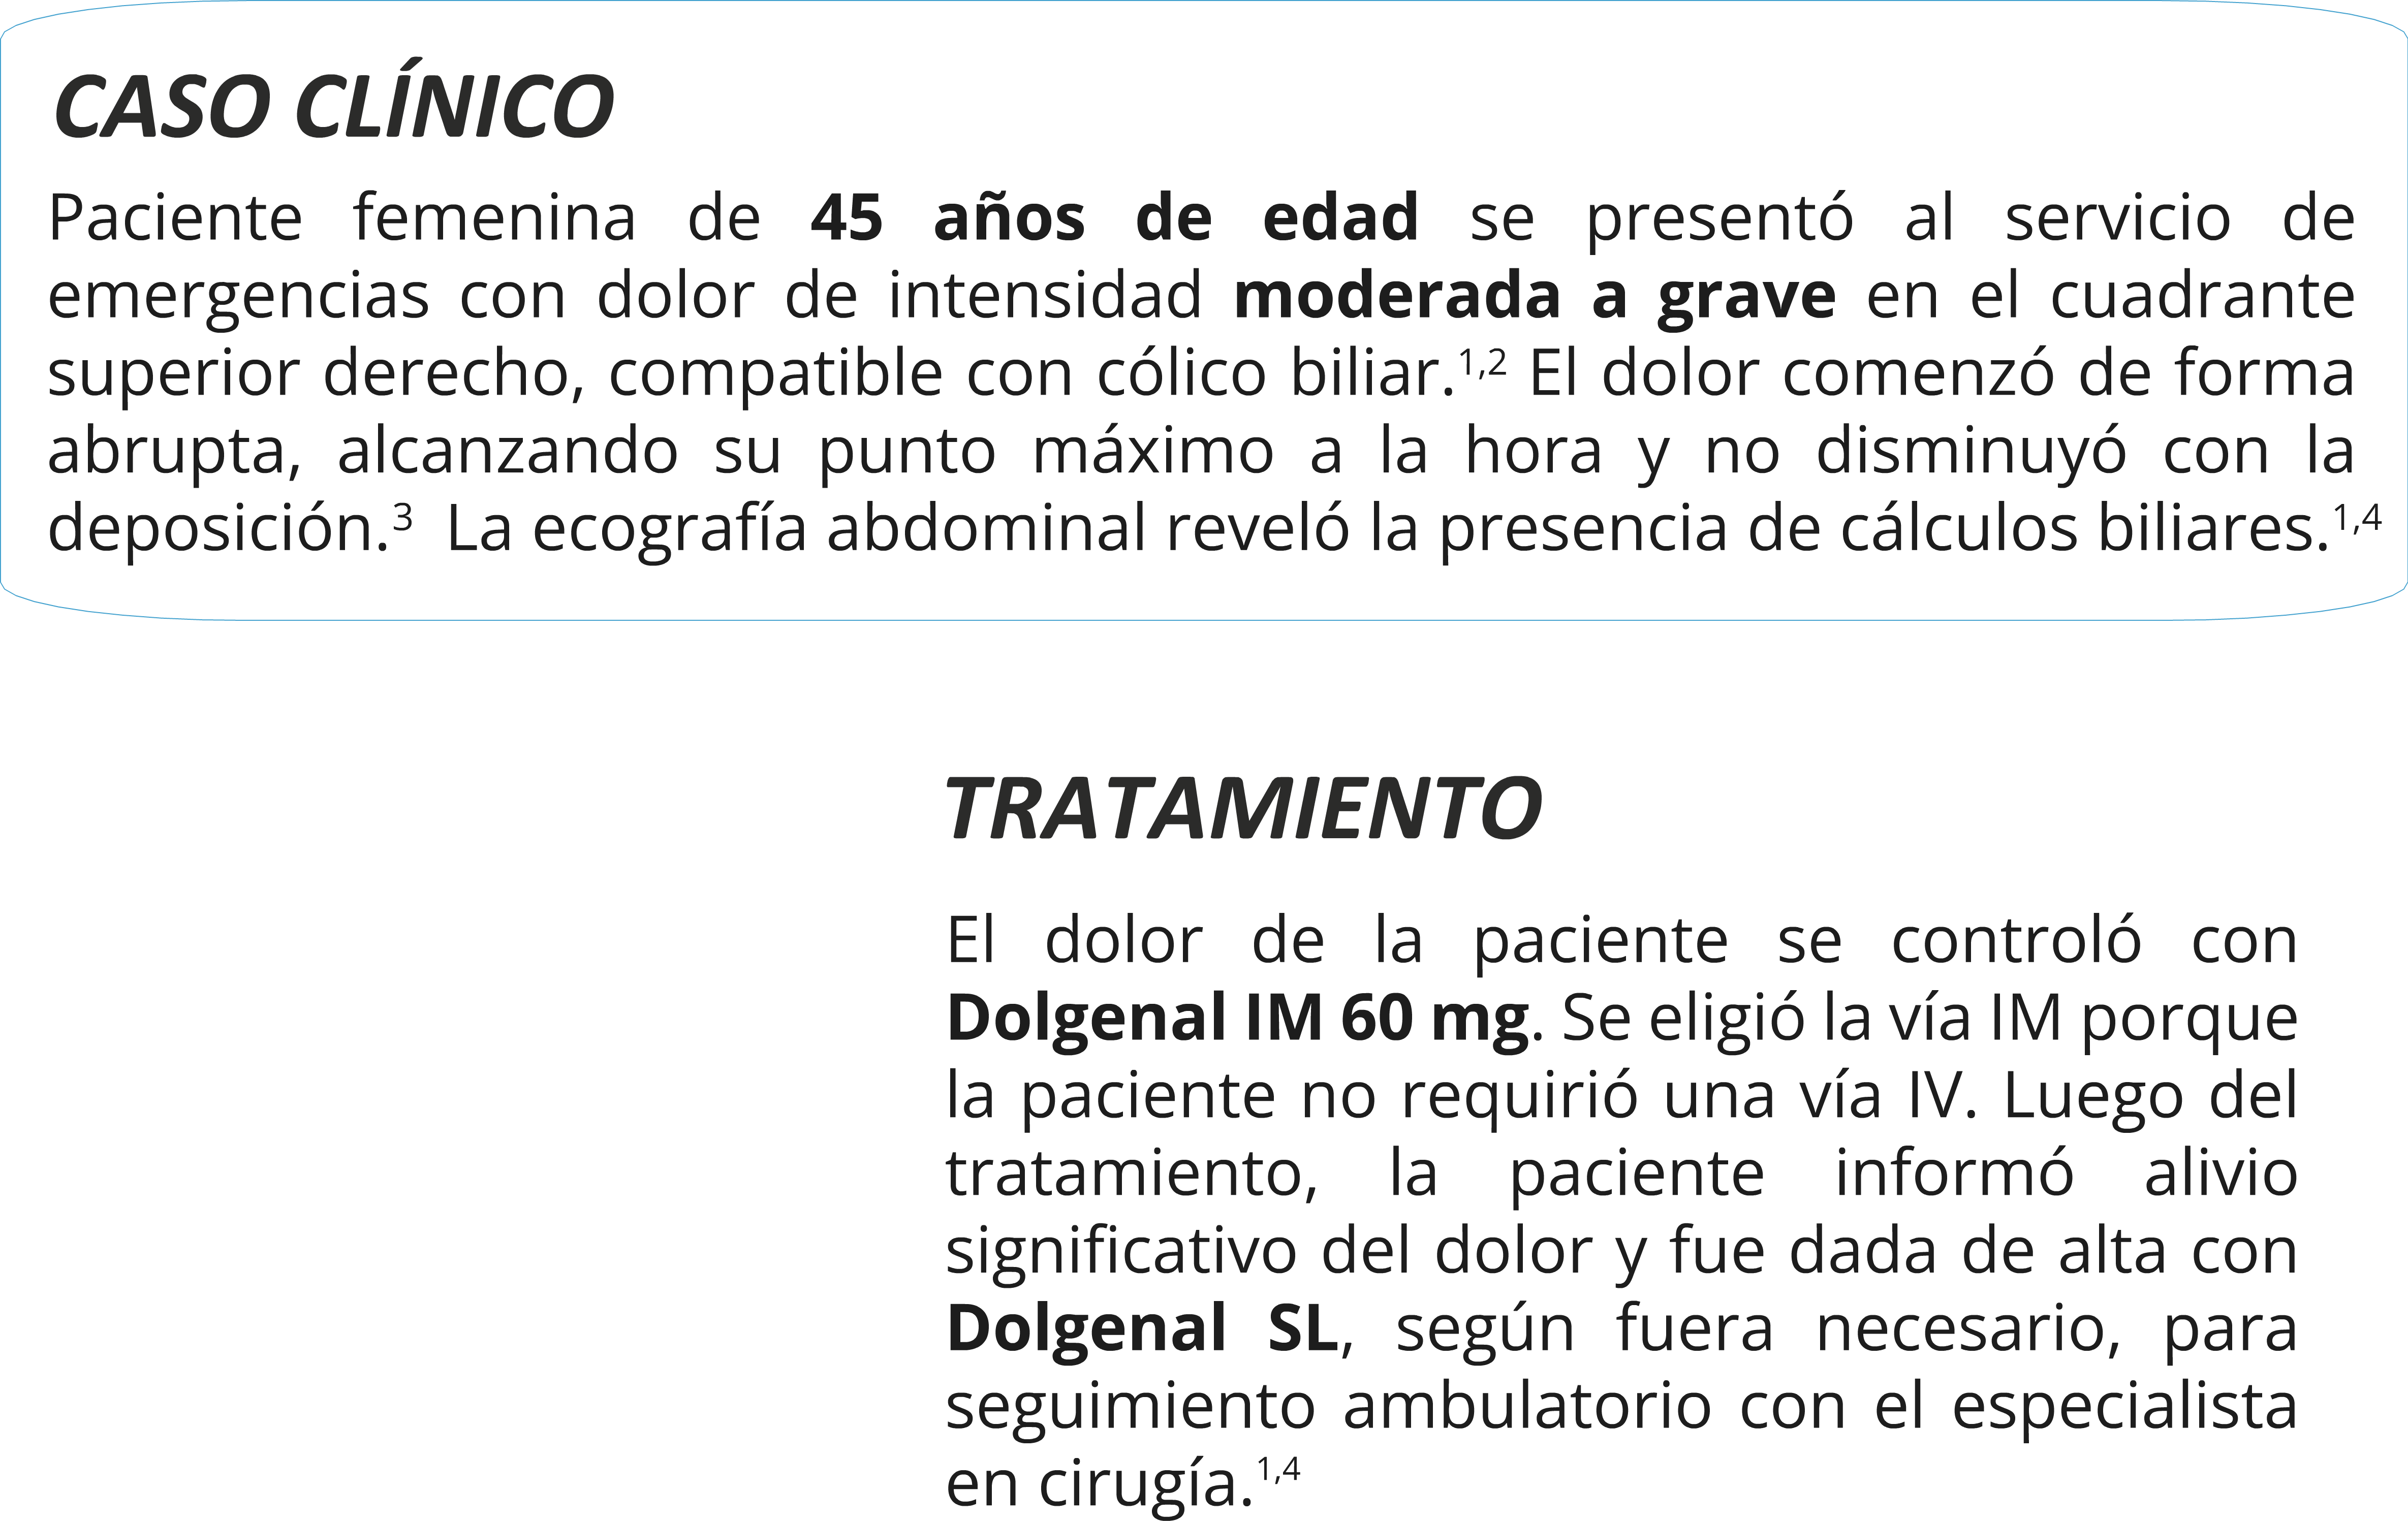 CASO CLÍNICO
Paciente femenina de 45 años de edad se presentó al servicio de
emergencias con dolor de intensidad moderada a grave en el cuadrante
superior derecho, compatible con cólico biliar.1,2 El dolor comenzó de forma
abrupta, alcanzando su punto máximo a la hora y no disminuyó con la
deposición.3 La ecografía abdominal reveló la presencia de cálculos biliares.1,4
TRATAMIENTO
El dolor de la paciente se controló con
Dolgenal IM 60 mg. Se eligió la vía IM porque
la paciente no requirió una vía IV. Luego del
tratamiento, la paciente informó alivio
significativo del dolor y fue dada de alta con
Dolgenal SL, según fuera necesario, para
seguimiento ambulatorio con el especialista
en cirugía.1,4